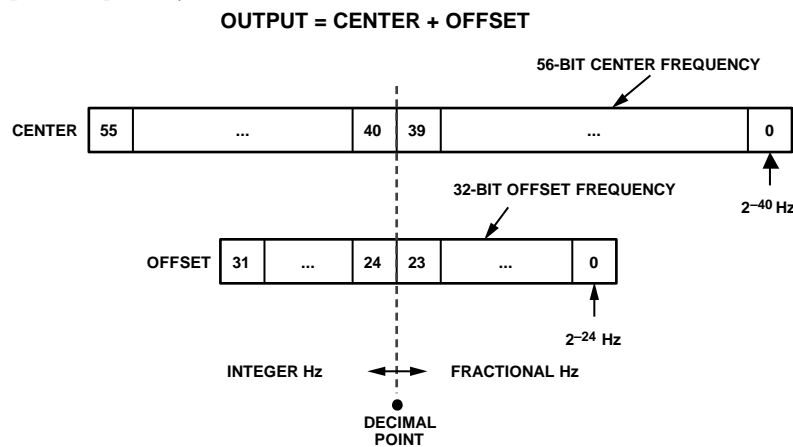 OUTPUT = CENTER + OFFSET
56-BIT CENTER FREQUENCY
CENTER 55 ... 40 39 ... 0
2–40 Hz
32-BIT OFFSET FREQUENCY
OFFSET 31 ... 24 23 ... 0
2–24 Hz
INTEGER Hz FRACTIONAL Hz
DECIMAL
POINT